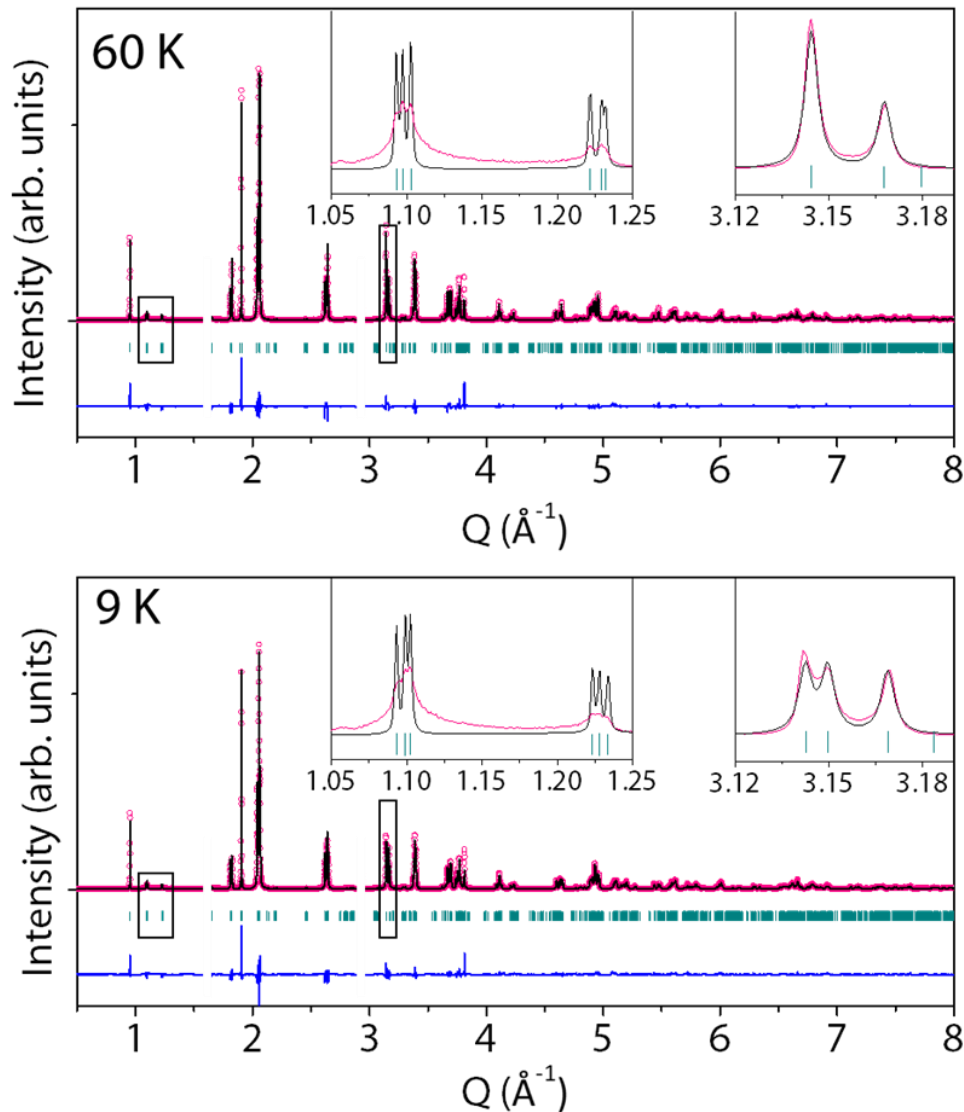 60 K
Intensity (arb. units)
1.05 1.10 1.15 1.20 1.25
3.12 3.15 3.18
1 2 3 4 5 6 7 8
Q (Å⁻¹)
9 K
Intensity (arb. units)
1.05 1.10 1.15 1.20 1.25
3.12 3.15 3.18
1 2 3 4 5 6 7 8
Q (Å⁻¹)